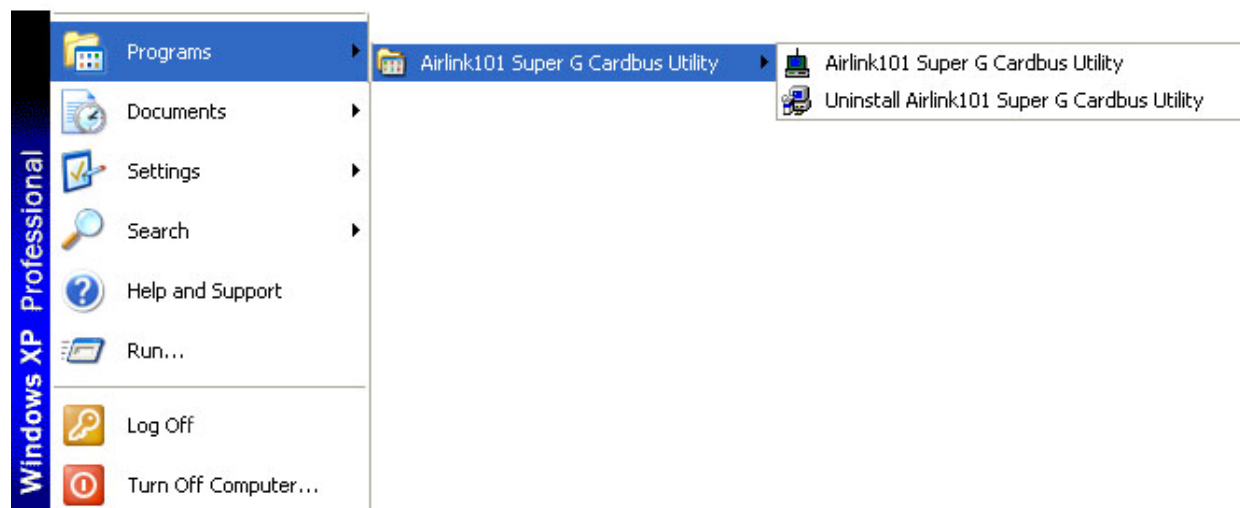 Windows XP Professional
Programs
Documents
Settings
Search
Help and Support
Run...
Log Off
Turn Off Computer...
Airlink101 Super G Cardbus Utility
Airlink101 Super G Cardbus Utility
Uninstall Airlink101 Super G Cardbus Utility